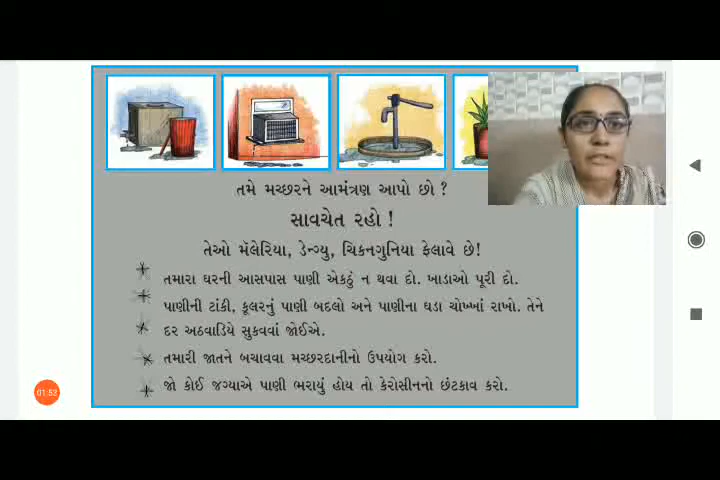 તમે મચ્છરને આમંત્રણ આપો છો ?
સાવચેત રહો !
તેઓ મૅલેરિયા, ડેન્ગ્યુ, ચિકનગુનિયા ફેલાવે છે!
તમારા ઘરની આસપાસ પાણી એકઠું ન થવા દો. ખાડાઓ પૂરી દો.
પાણીની ટાંકી, કૂલરનું પાણી બદલો અને પાણીના ઘડા ચોખ્ખાં રાખો. તેને
દર અઠવાડિયે સુકવવાં જોઈએ.
તમારી જાતને બચાવવા મચ્છરદાનીનો ઉપયોગ કરો.
જો કોઈ જગ્યાએ પાણી ભરાયું હોય તો કેરોસીનનો છંટકાવ કરો.
01:52